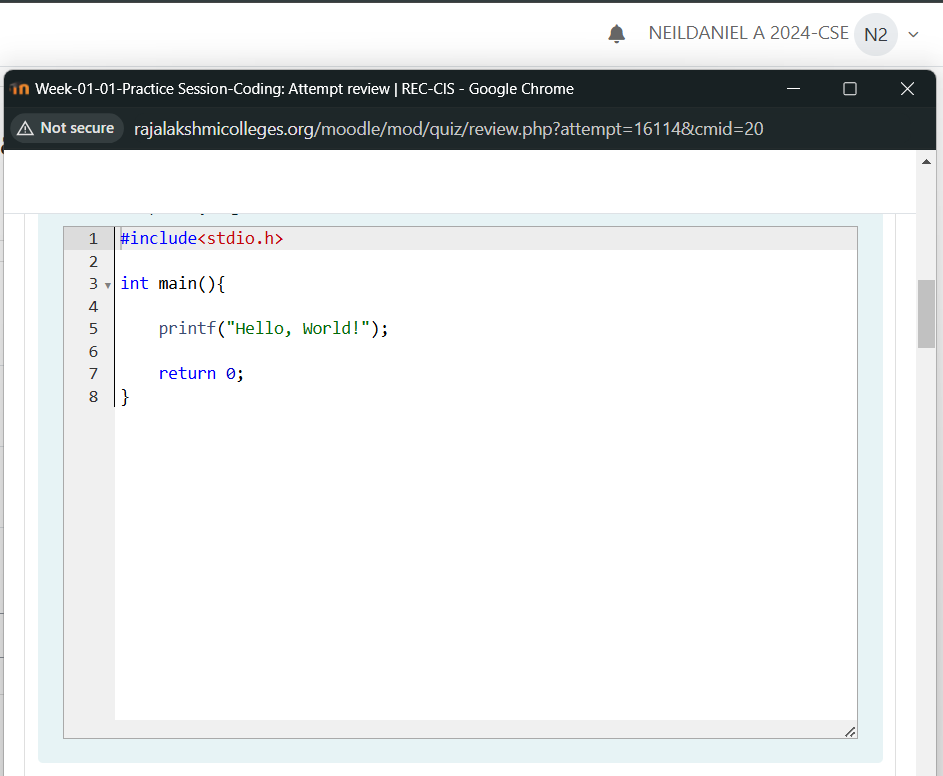 NEILDANIEL A 2024-CSE N2
Week-01-01-Practice Session-Coding: Attempt review | REC-CIS - Google Chrome
Not secure rajalakshmicolleges.org/moodle/mod/quiz/review.php?attempt=16114&cmid=20
1 #include<stdio.h>
2
3 int main(){
4
5 printf("Hello, World!");
6
7 return 0;
8 }